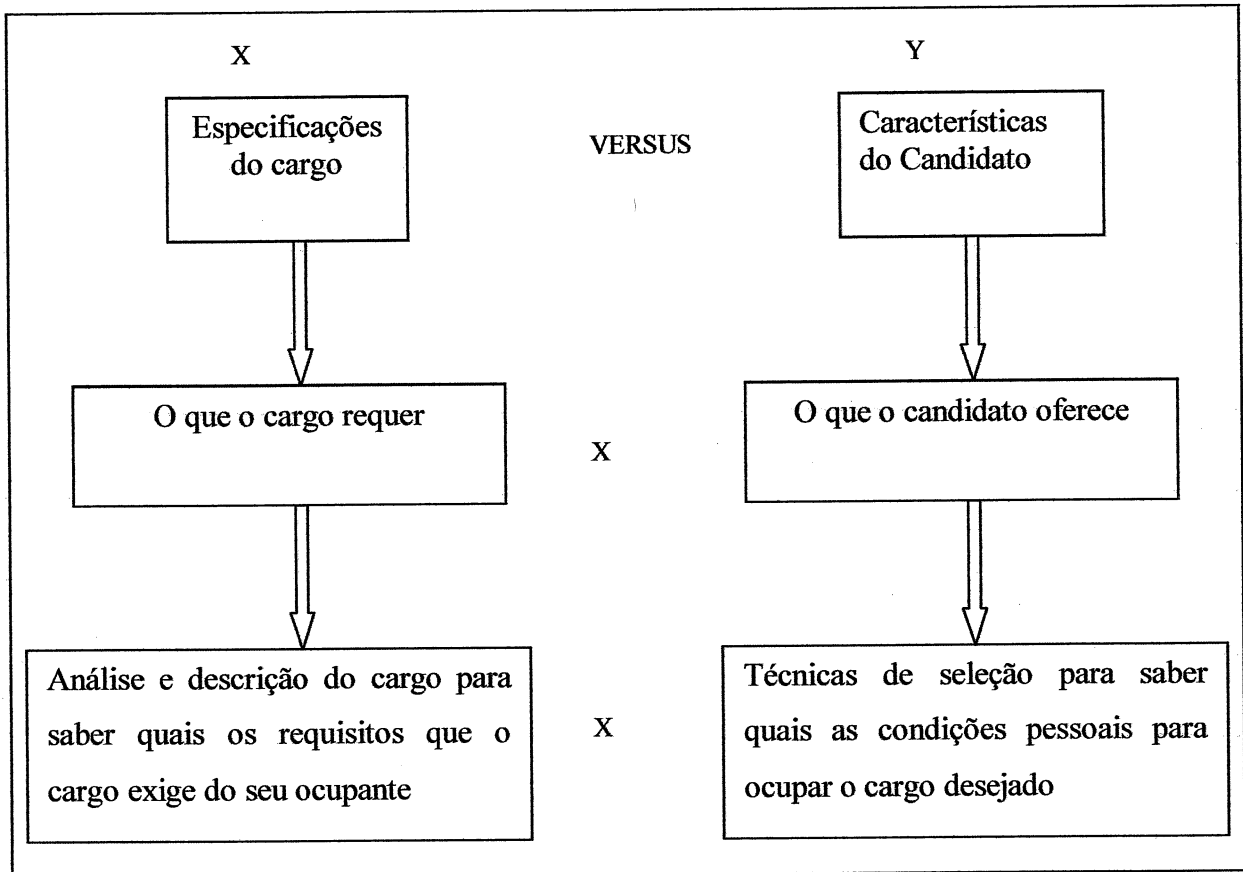 X
Y
Especificações
do cargo
VERSUS
Características
do Candidato
O que o cargo requer
X
O que o candidato oferece
Análise e descrição do cargo para
saber quais os requisitos que o
cargo exige do seu ocupante
X
Técnicas de seleção para saber
quais as condições pessoais para
ocupar o cargo desejado